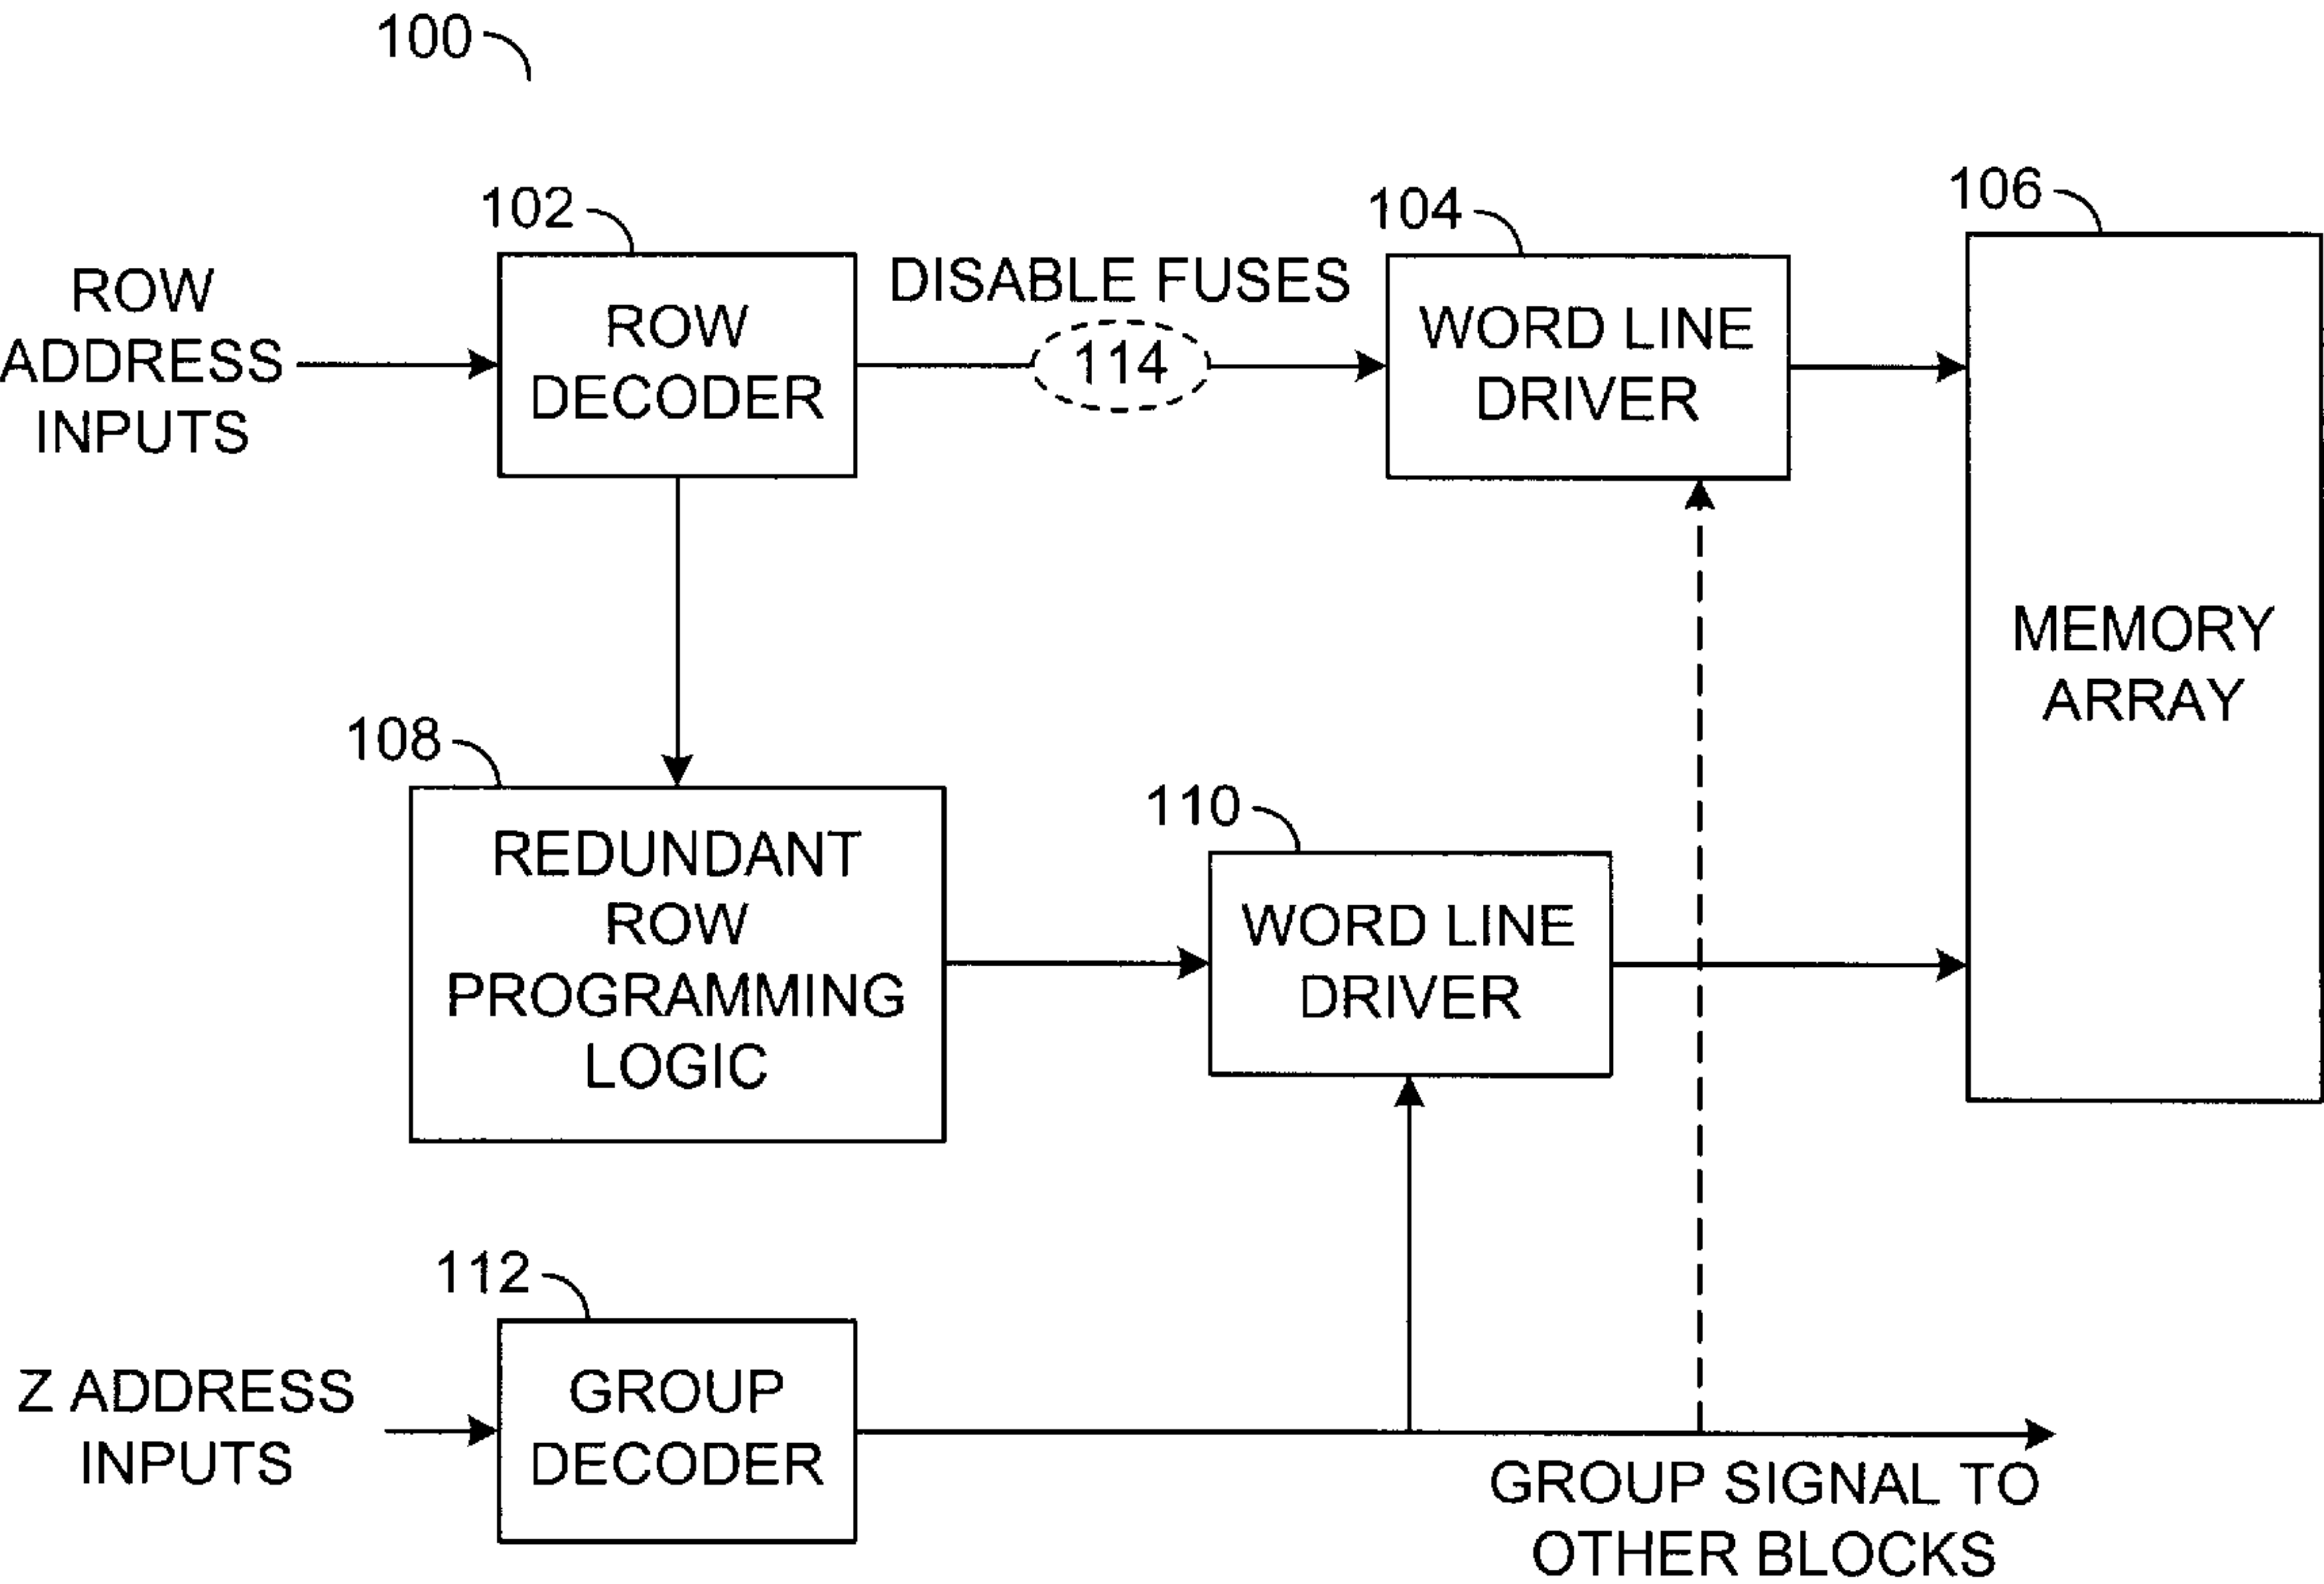 100
102
104
106
ROW
ADDRESS
INPUTS
ROW
DECODER
DISABLE FUSES
114
WORD LINE
DRIVER
MEMORY
ARRAY
108
REDUNDANT
ROW
PROGRAMMING
LOGIC
110
WORD LINE
DRIVER
112
Z ADDRESS
INPUTS
GROUP
DECODER
GROUP SIGNAL TO
OTHER BLOCKS